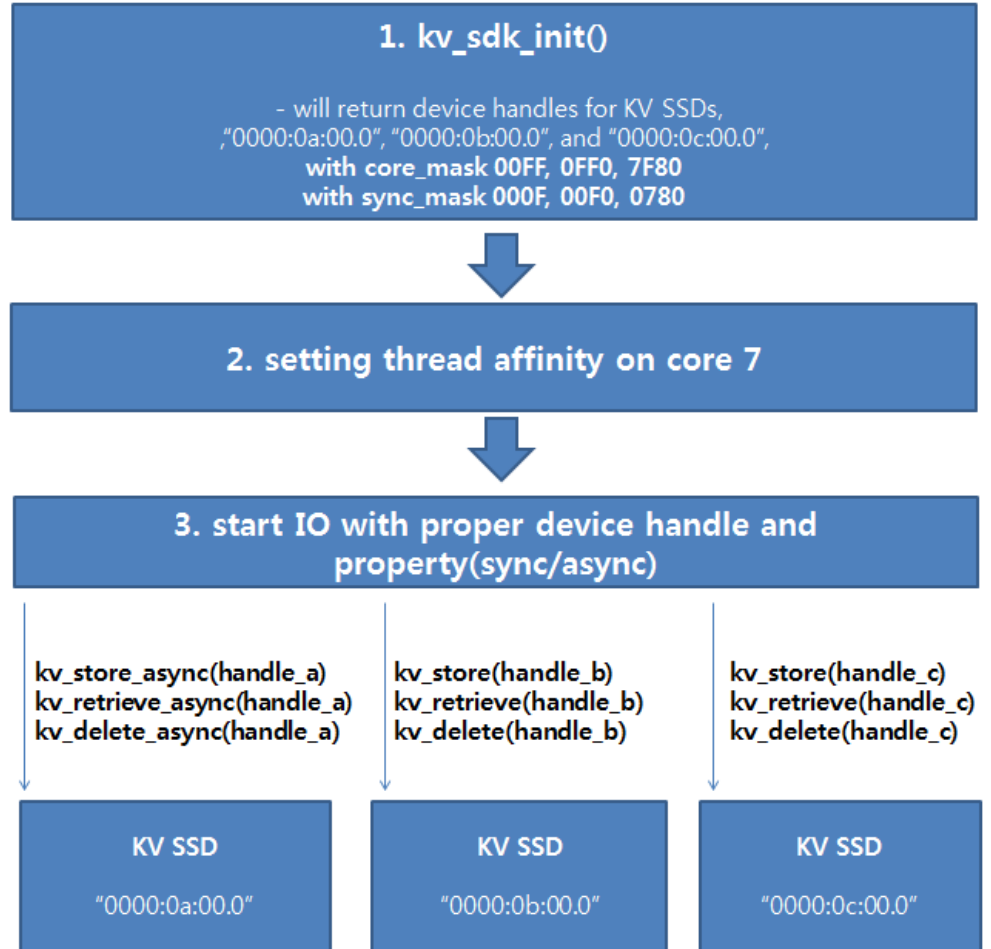 1. kv_sdk_init()
- will return device handles for KV SSDs,
,"0000:0a:00.0", "0000:0b:00.0", and "0000:0c:00.0",
with core_mask 00FF, 0FF0, 7F80
with sync_mask 000F, 00F0, 0780
2. setting thread affinity on core 7
3. start IO with proper device handle and
property(sync/async)
kv_store_async(handle_a)
kv_retrieve_async(handle_a)
kv_delete_async(handle_a)
kv_store(handle_b)
kv_retrieve(handle_b)
kv_delete(handle_b)
kv_store(handle_c)
kv_retrieve(handle_c)
kv_delete(handle_c)
KV SSD
"0000:0a:00.0"
KV SSD
"0000:0b:00.0"
KV SSD
"0000:0c:00.0"